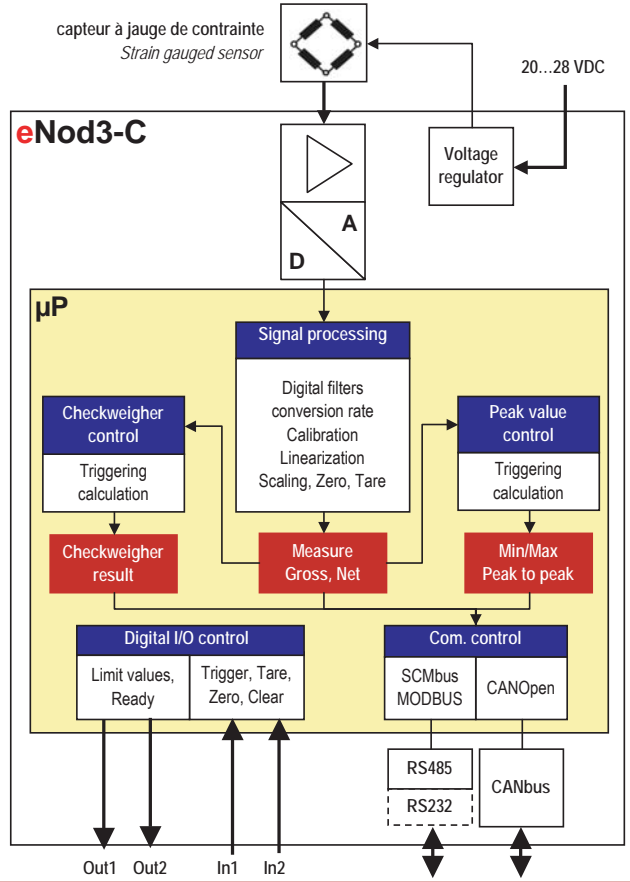 capteur à jauge de contrainte
Strain gauged sensor
20...28 VDC
eNod3-C
Voltage
regulator
A
D
µP
Signal processing
Digital filters
conversion rate
Calibration
Linearization
Scaling, Zero, Tare
Checkweigher
control
Triggering
calculation
Peak value
control
Triggering
calculation
Checkweigher
result
Measure
Gross, Net
Min/Max
Peak to peak
Digital I/O control
Limit values,
Ready
Trigger, Tare,
Zero, Clear
Com. control
SCMbus
MODBUS
CANOpen
RS485
RS232
CANbus
Out1 Out2 In1 In2